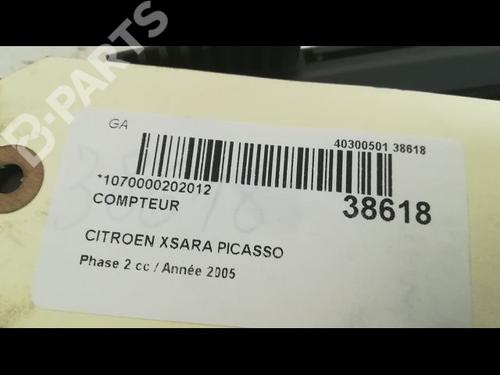 B-PARTS
GA
40300501 38618
*1070000202012
38618
COMPTEUR
CITROEN XSARA PICASSO
Phase 2 cc / Année 2005